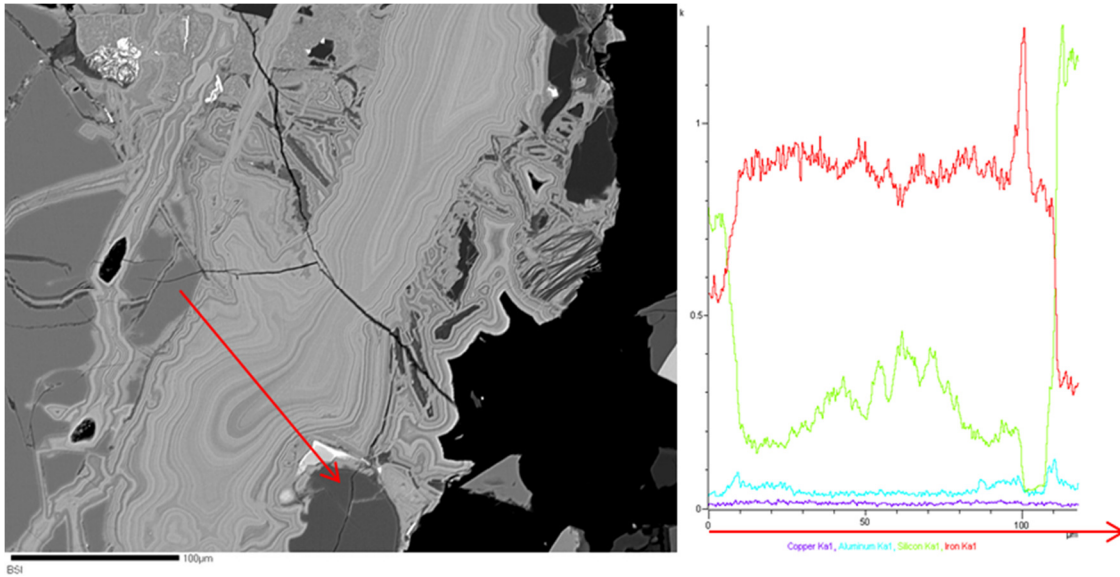 k
1
0.5
0
0 50 100
µm
Copper Ka1, Aluminum Ka1, Silicon Ka1, Iron Ka1
100µm
BSI